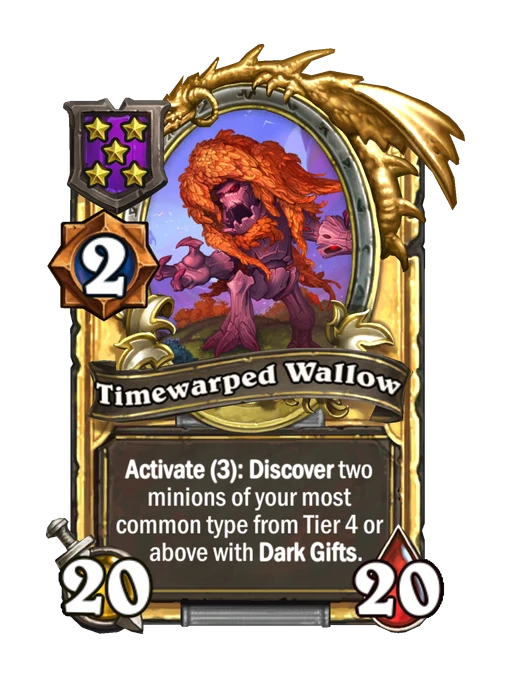 2
Timewarped Wallow
Activate (3): Discover two
minions of your most
common type from Tier 4 or
above with Dark Gifts.
20
20